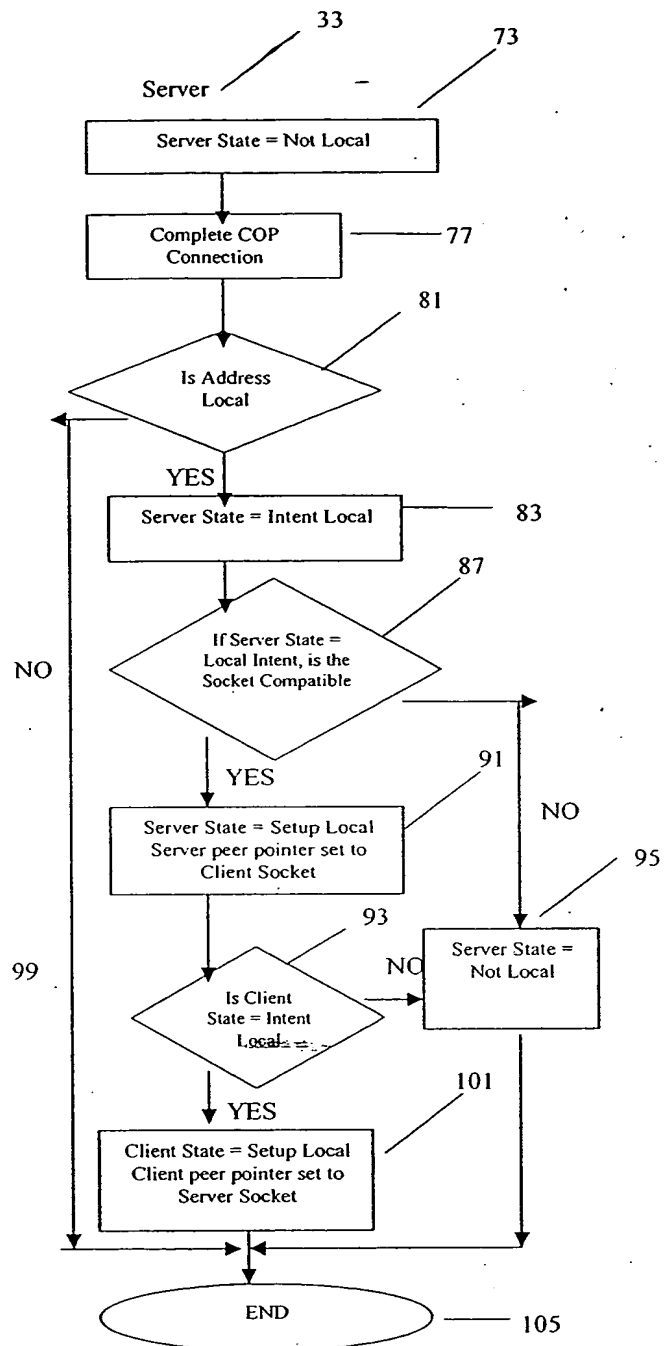 33
73
Server
Server State = Not Local
Complete COP
Connection
77
81
Is Address
Local
YES
Server State = Intent Local
83
87
If Server State =
Local Intent, is the
Socket Compatible
NO
YES
91
NO
Server State = Setup Local
Server peer pointer set to
Client Socket
95
93
Server State =
Not Local
99
NO
Is Client
State = Intent
Local
YES
101
Client State = Setup Local
Client peer pointer set to
Server Socket
END
105